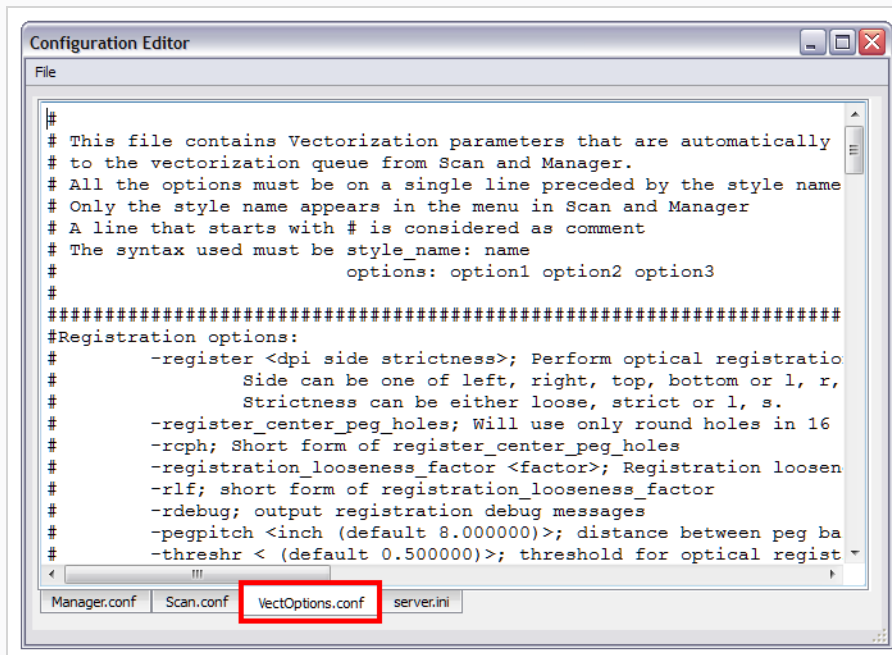 Configuration Editor
File
#
# This file contains Vectorization parameters that are automatically
# to the vectorization queue from Scan and Manager.
# All the options must be on a single line preceded by the style name
# Only the style name appears in the menu in Scan and Manager
# A line that starts with # is considered as comment
# The syntax used must be style_name: name
# options: option1 option2 option3
#
#####################################################################
#Registration options:
# -register <dpi side strictness>; Perform optical registratio
# Side can be one of left, right, top, bottom or l, r,
# Strictness can be either loose, strict or l, s.
# -register_center_peg_holes; Will use only round holes in 16
# -rcph; Short form of register_center_peg_holes
# -registration_looseness_factor <factor>; Registration loosen
# -rlf; short form of registration_looseness_factor
# -rdebug; output registration debug messages
# -pegpitch <inch (default 8.000000)>; distance between peg ba
# -threshr < (default 0.500000)>; threshold for optical regist
Manager.conf Scan.conf VectOptions.conf server.ini